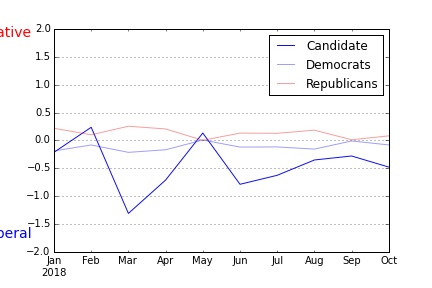 2.0
ative
1.5
1.0
0.5
0.0
−0.5
−1.0
−1.5
beral
−2.0
Candidate
Democrats
Republicans
Jan Feb Mar Apr May Jun Jul Aug Sep Oct
2018